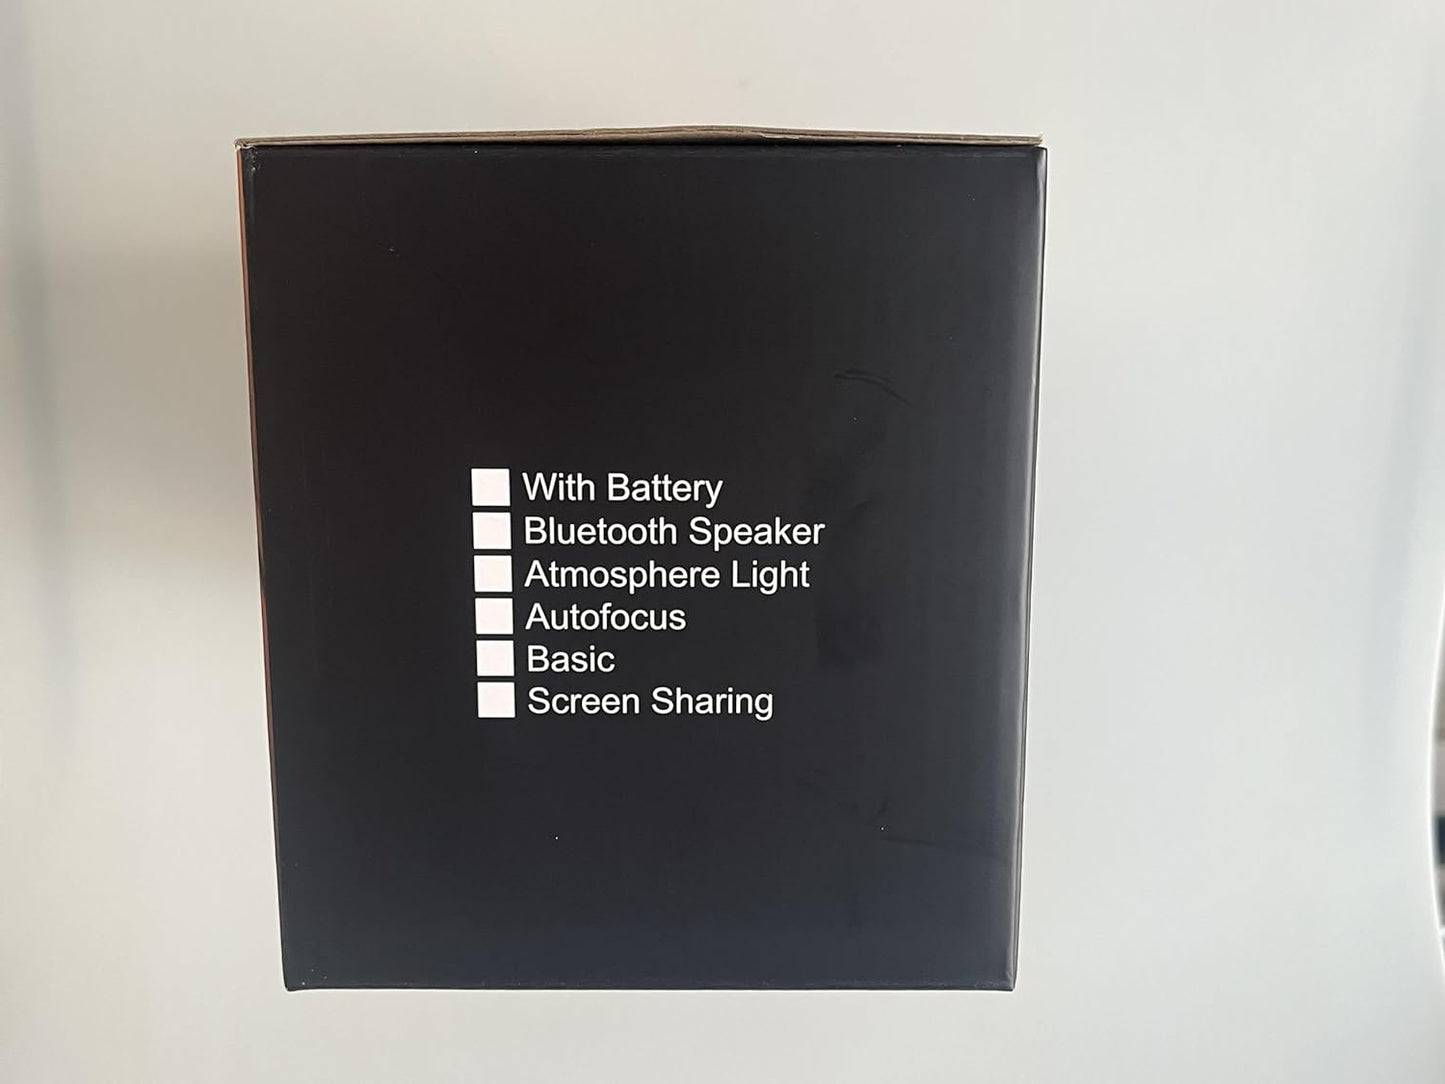 With Battery
Bluetooth Speaker
Atmosphere Light
Autofocus
Basic
Screen Sharing